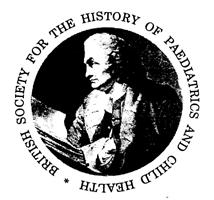 BRITISH SOCIETY FOR THE HISTORY OF PAEDIATRICS AND CHILD HEALTH *